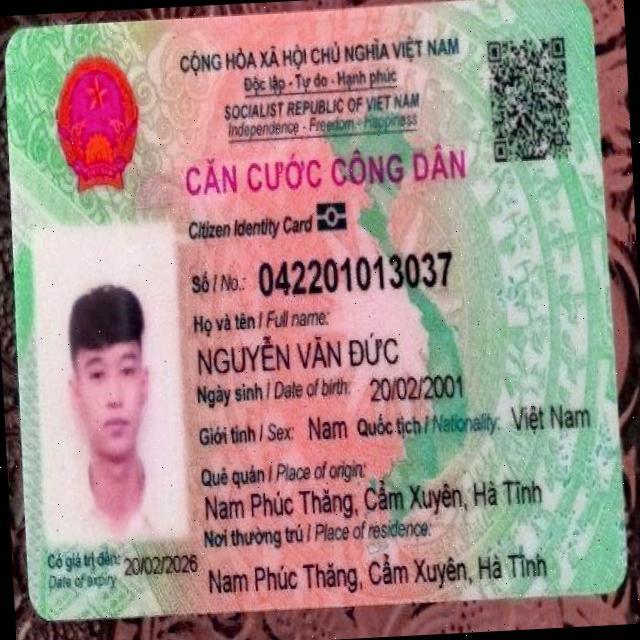 CỘNG HÒA XÃ HỘI CHỦ NGHĨA VIỆT NAM
Độc lập - Tự do - Hạnh phúc
SOCIALIST REPUBLIC OF VIET NAM
Independence - Freedom - Happiness
CĂN CƯỚC CÔNG DÂN
Citizen Identity Card
Số / No.: 042201013037
Họ và tên / Full name:
NGUYỄN VĂN ĐỨC
Ngày sinh / Date of birth: 20/02/2001
Giới tính / Sex: Nam Quốc tịch / Nationality: Việt Nam
Quê quán / Place of origin:
Nam Phúc Thăng, Cẩm Xuyên, Hà Tĩnh
Nơi thường trú / Place of residence:
Nam Phúc Thăng, Cẩm Xuyên, Hà Tĩnh
Có giá trị đến: 20/02/2026
Date of expiry